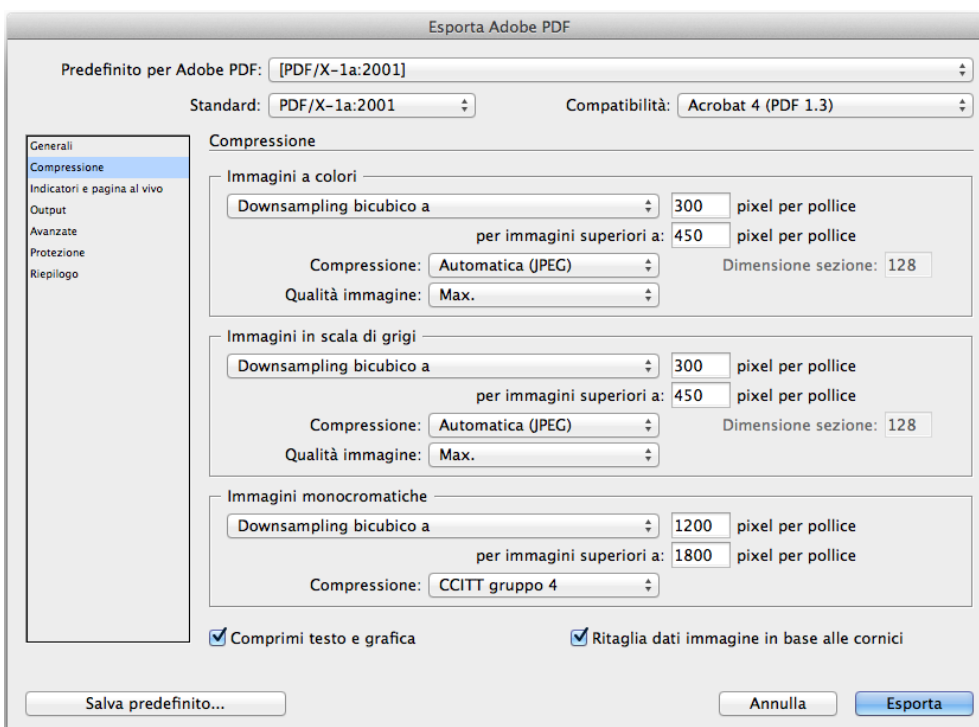 Esporta Adobe PDF
Predefinito per Adobe PDF: [PDF/X-1a:2001]
Standard: PDF/X-1a:2001 Compatibilità: Acrobat 4 (PDF 1.3)
Generali
Compressione
Indicatori e pagina al vivo
Output
Avanzate
Protezione
Riepilogo
Compressione
Immagini a colori
Downsampling bicubico a 300 pixel per pollice
per immagini superiori a: 450 pixel per pollice
Compressione: Automatica (JPEG) Dimensione sezione: 128
Qualità immagine: Max.
Immagini in scala di grigi
Downsampling bicubico a 300 pixel per pollice
per immagini superiori a: 450 pixel per pollice
Compressione: Automatica (JPEG) Dimensione sezione: 128
Qualità immagine: Max.
Immagini monocromatiche
Downsampling bicubico a 1200 pixel per pollice
per immagini superiori a: 1800 pixel per pollice
Compressione: CCITT gruppo 4
Comprimi testo e grafica Ritaglia dati immagine in base alle cornici
Salva predefinito... Annulla Esporta